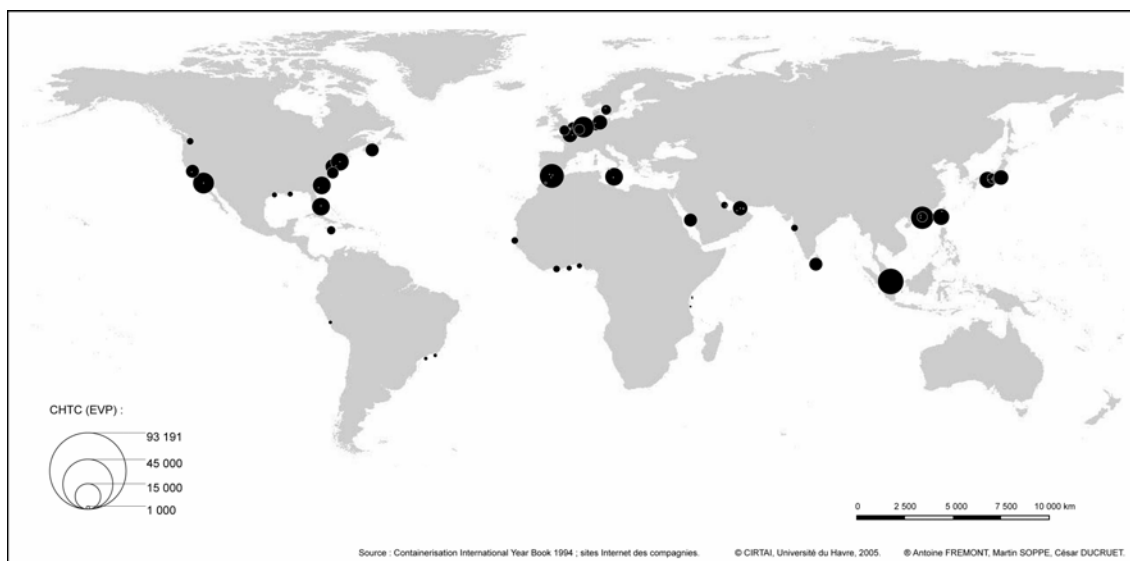 CHTC (EVP) :
93 191
45 000
15 000
1 000
0 2 500 5 000 7 500 10 000 km
Source : Containerisation International Year Book 1994 ; sites Internet des compagnies. © CIRTAI, Université du Havre, 2005. ® Antoine FREMONT, Martin SOPPE, César DUCRUET.